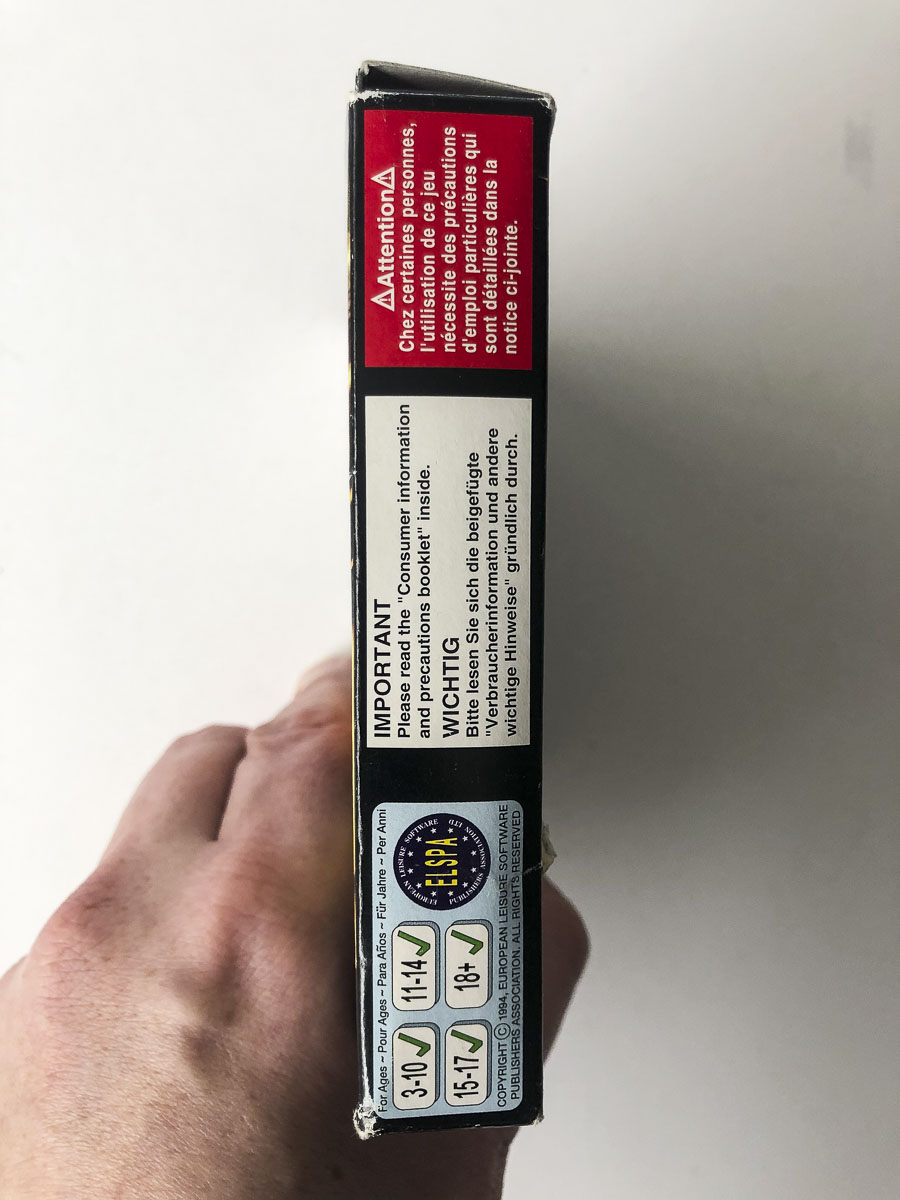 ⚠Attention⚠
Chez certaines personnes,
l'utilisation de ce jeu
nécessite des précautions
d'emploi particulières qui
sont détaillées dans la
notice ci-jointe.
IMPORTANT
Please read the "Consumer information
and precautions booklet" inside.
WICHTIG
Bitte lesen Sie sich die beigefügte
"Verbraucherinformation und andere
wichtige Hinweise" gründlich durch.
For Ages ~ Pour Ages ~ Para Años ~ Für Jahre ~ Per Anni
3-10 ✓
11-14 ✓
15-17 ✓
18+ ✓
EUROPEAN LEISURE SOFTWARE
ELSPA
PUBLISHERS ASSOCIATION LTD
COPYRIGHT © 1994, EUROPEAN LEISURE SOFTWARE
PUBLISHERS ASSOCIATION. ALL RIGHTS RESERVED